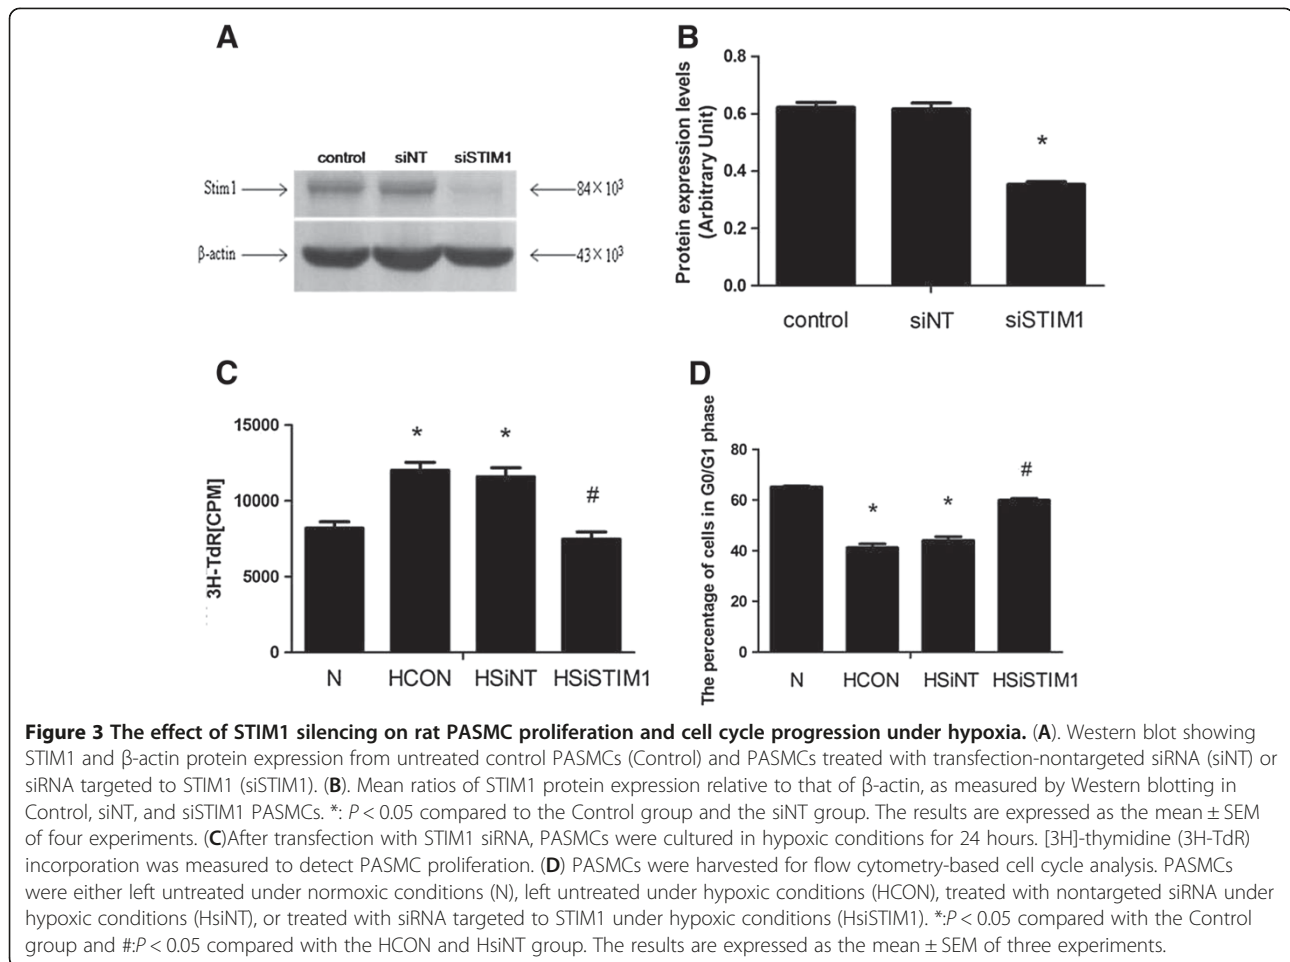 A
control siNT siSTIM1
Stim1 84×10³
β-actin 43×10³
B
Protein expression levels
(Arbitrary Unit)
0.8
0.6
0.4
0.2
0.0
*
control siNT siSTIM1
C
3H-TdR[CPM]
15000
10000
5000
0
* * #
N HCON HSiNT HSiSTIM1
D
The percentage of cells in G0/G1 phase
80
60
40
20
0
* * #
N HCON HSiNT HSiSTIM1
Figure 3 The effect of STIM1 silencing on rat PASMC proliferation and cell cycle progression under hypoxia. (A). Western blot showing
STIM1 and β-actin protein expression from untreated control PASMCs (Control) and PASMCs treated with transfection-nontargeted siRNA (siNT) or
siRNA targeted to STIM1 (siSTIM1). (B). Mean ratios of STIM1 protein expression relative to that of β-actin, as measured by Western blotting in
Control, siNT, and siSTIM1 PASMCs. *: P < 0.05 compared to the Control group and the siNT group. The results are expressed as the mean ± SEM
of four experiments. (C)After transfection with STIM1 siRNA, PASMCs were cultured in hypoxic conditions for 24 hours. [3H]-thymidine (3H-TdR)
incorporation was measured to detect PASMC proliferation. (D) PASMCs were harvested for flow cytometry-based cell cycle analysis. PASMCs
were either left untreated under normoxic conditions (N), left untreated under hypoxic conditions (HCON), treated with nontargeted siRNA under
hypoxic conditions (HsiNT), or treated with siRNA targeted to STIM1 under hypoxic conditions (HsiSTIM1). *:P < 0.05 compared with the Control
group and #:P < 0.05 compared with the HCON and HsiNT group. The results are expressed as the mean ± SEM of three experiments.